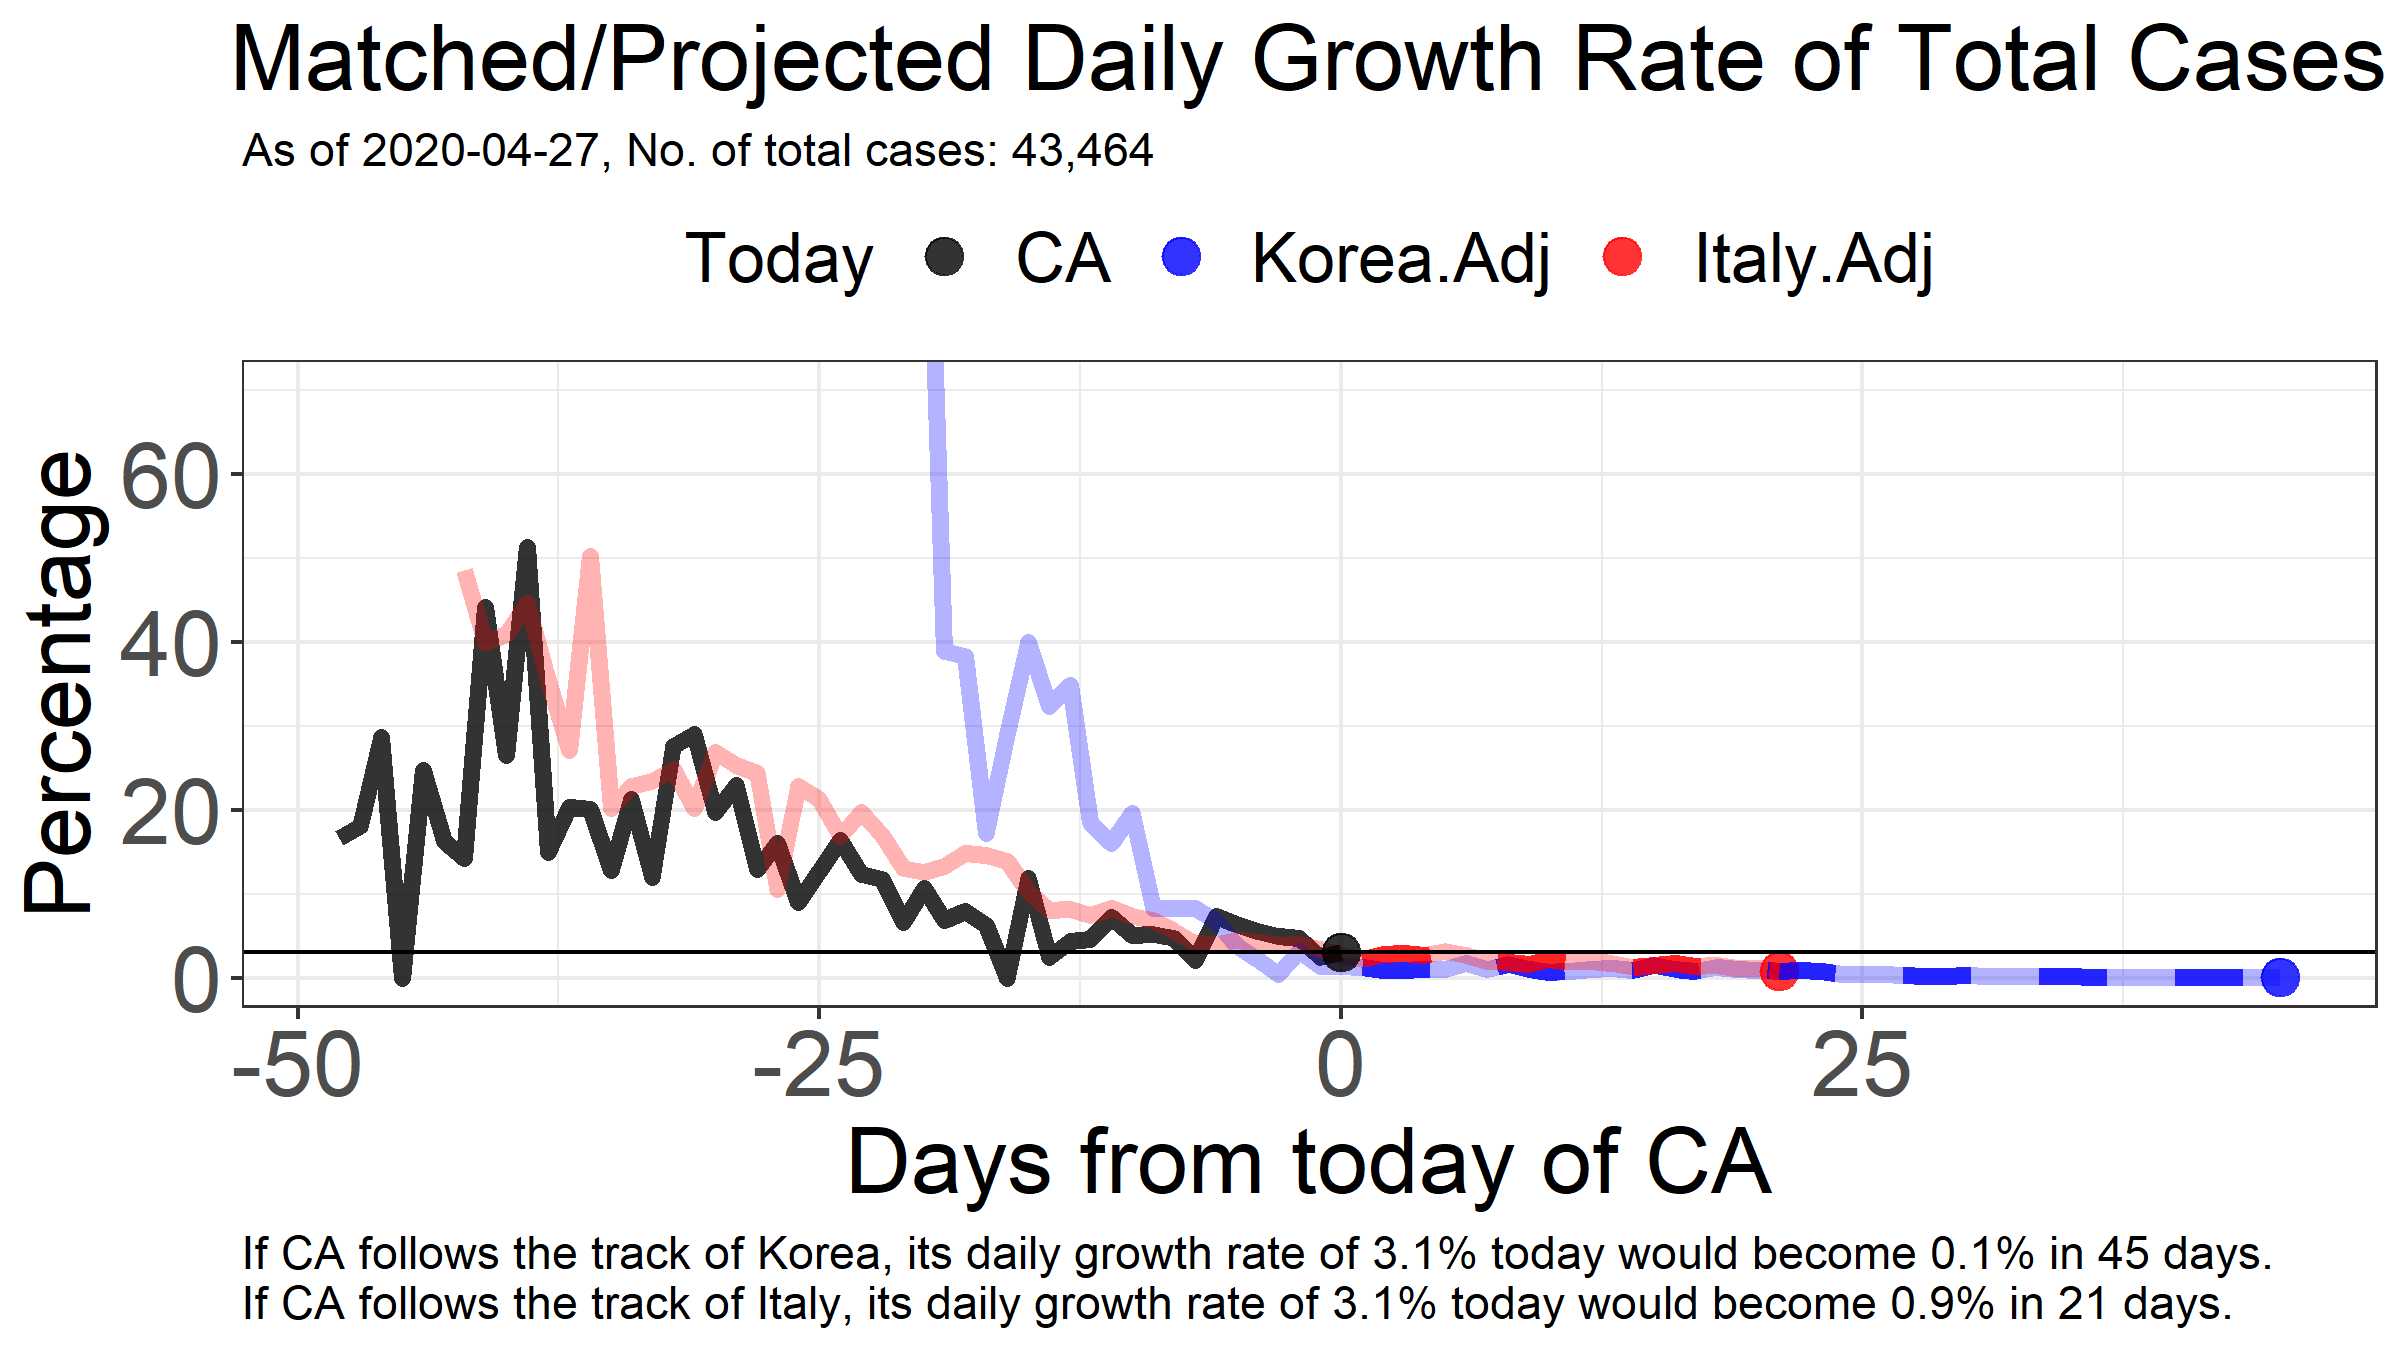 Matched/Projected Daily Growth Rate of Total Cases
As of 2020-04-27, No. of total cases: 43,464
Today CA Korea.Adj Italy.Adj
Percentage
60
40
20
0
-50 -25 0 25
Days from today of CA
If CA follows the track of Korea, its daily growth rate of 3.1% today would become 0.1% in 45 days.
If CA follows the track of Italy, its daily growth rate of 3.1% today would become 0.9% in 21 days.